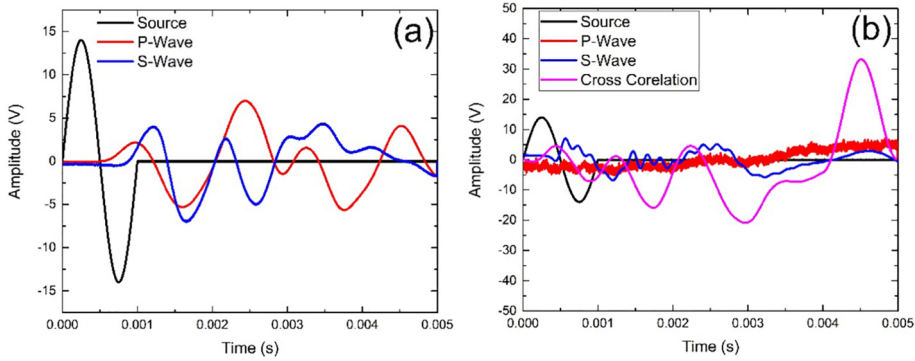 (a)
Source
P-Wave
S-Wave
15
10
5
0
-5
-10
-15
Amplitude (V)
0.000 0.001 0.002 0.003 0.004 0.005
Time (s)
(b)
Source
P-Wave
S-Wave
Cross Corelation
50
40
30
20
10
0
-10
-20
-30
-40
-50
Amplitude (V)
0.000 0.001 0.002 0.003 0.004 0.005
Time (s)